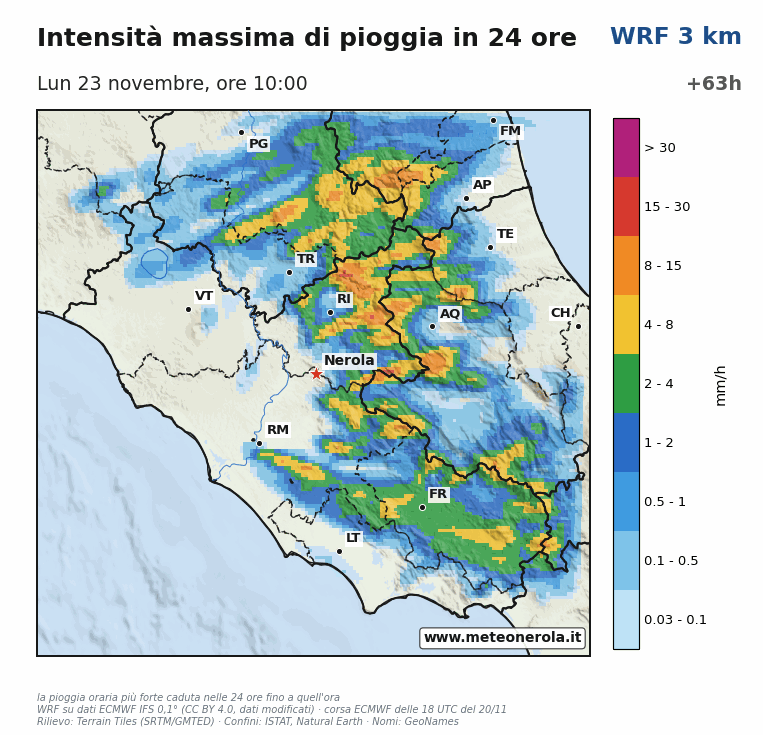 Intensità massima di pioggia in 24 ore WRF 3 km
Lun 23 novembre, ore 10:00 +63h
FM
PG
> 30
AP
15 - 30
TE
TR
8 - 15
VT
RI
CH
AQ
4 - 8
Nerola
2 - 4
mm/h
RM
1 - 2
FR
0.5 - 1
LT
0.1 - 0.5
0.03 - 0.1
www.meteonerola.it
la pioggia oraria più forte caduta nelle 24 ore fino a quell'ora
WRF su dati ECMWF IFS 0,1° (CC BY 4.0, dati modificati) · corsa ECMWF delle 18 UTC del 20/11
Rilievo: Terrain Tiles (SRTM/GMTED) · Confini: ISTAT, Natural Earth · Nomi: GeoNames